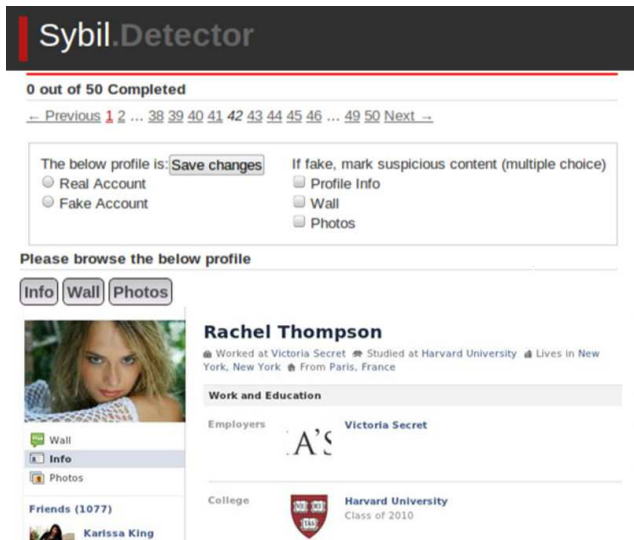 Sybil.Detector
0 out of 50 Completed
← Previous 1 2 ... 38 39 40 41 42 43 44 45 46 ... 49 50 Next →
The below profile is: Save changes
If fake, mark suspicious content (multiple choice)
Real Account
Profile Info
Fake Account
Wall
Photos
Please browse the below profile
Info Wall Photos
Rachel Thompson
Worked at Victoria Secret Studied at Harvard University Lives in New
York, New York From Paris, France
Work and Education
Employers
A'S
Victoria Secret
Wall
Info
Photos
College
Harvard University
Class of 2010
VE RI TAS
Friends (1077)
Karissa King